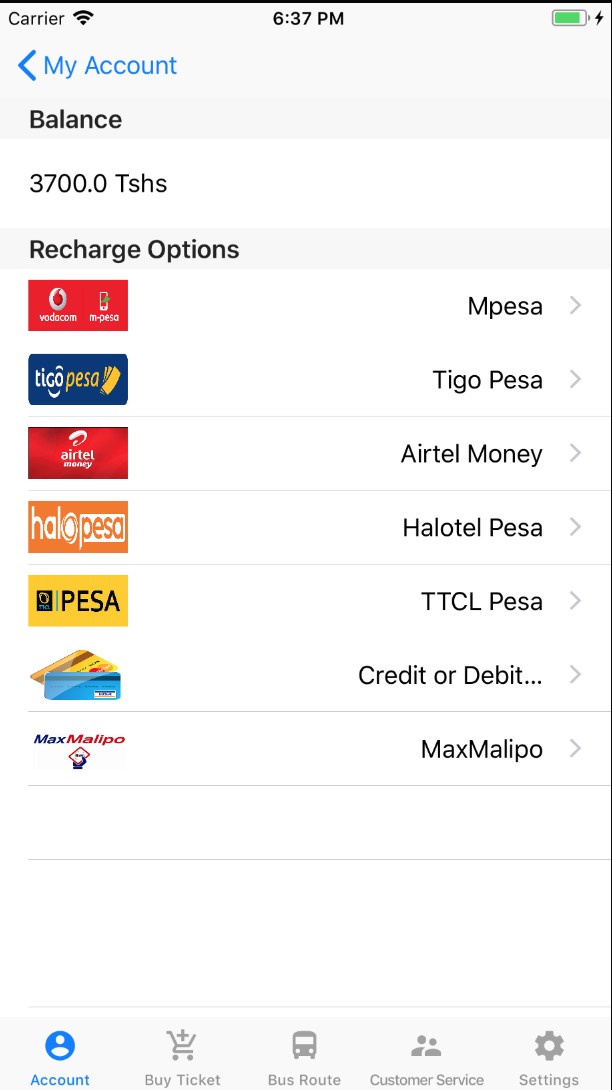 Carrier 6:37 PM
My Account
Balance
3700.0 Tshs
Recharge Options
vodacom m-pesa Mpesa
tigo pesa Tigo Pesa
airtel money Airtel Money
halopesa Halotel Pesa
TTCL PESA TTCL Pesa
Credit or Debit...
MaxMalipo MaxMalipo
Account Buy Ticket Bus Route Customer Service Settings